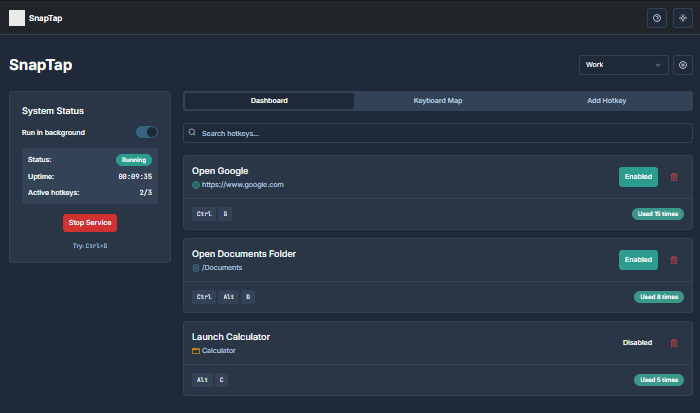 SnapTap
SnapTap
Work
System Status
Run in background
Status: Running
Uptime: 00:09:35
Active hotkeys: 2/3
Stop Service
Try: Ctrl+G
Dashboard Keyboard Map Add Hotkey
Search hotkeys...
Open Google
https://www.google.com
Enabled
Ctrl G
Used 15 times
Open Documents Folder
/Documents
Enabled
Ctrl Alt D
Used 8 times
Launch Calculator
Calculator
Disabled
Alt C
Used 5 times